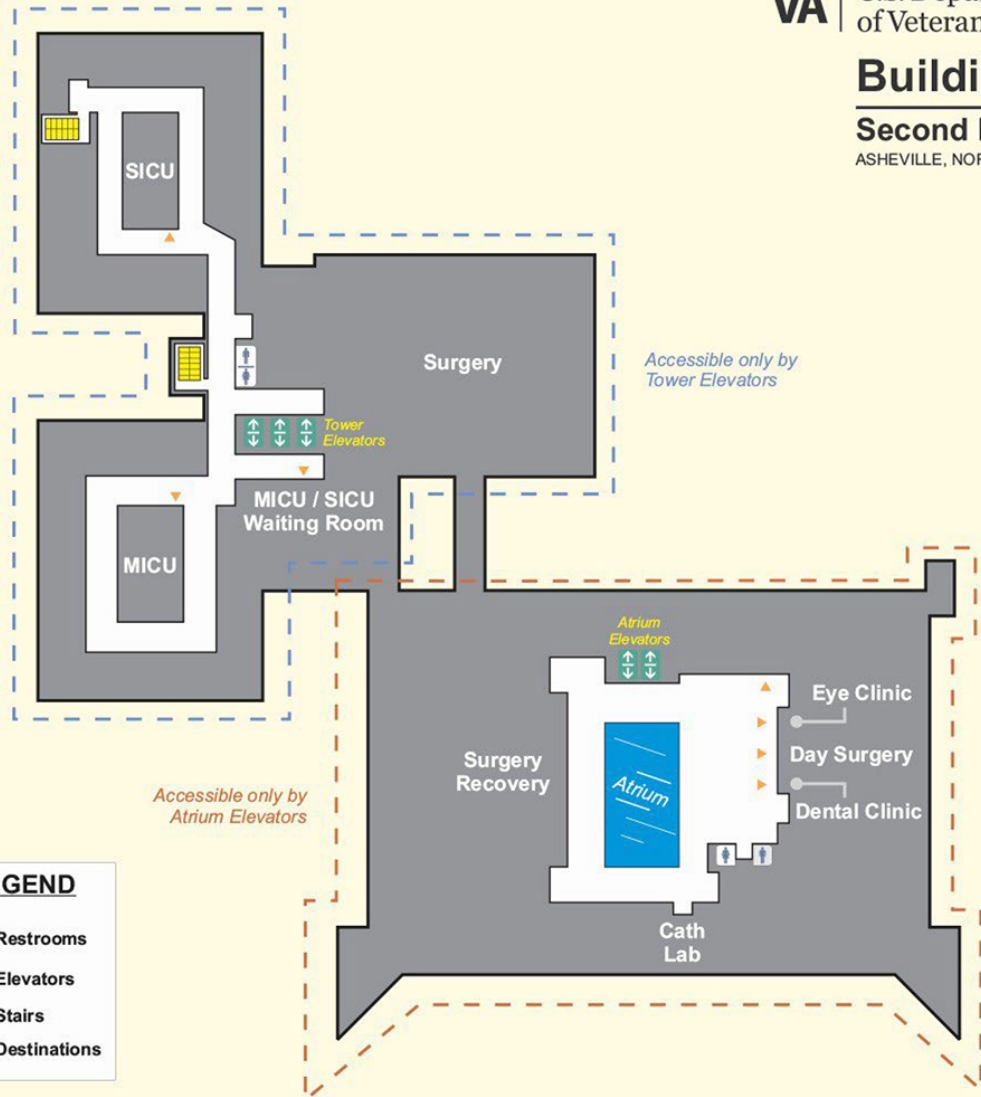 VA
of Veteran
Buildi
Second
ASHEVILLE, NOR
SICU
Surgery
Accessible only by
Tower Elevators
Tower
Elevators
MICU / SICU
Waiting Room
MICU
Atrium
Elevators
Eye Clinic
Day Surgery
Dental Clinic
Surgery
Recovery
Atrium
Accessible only by
Atrium Elevators
Cath
Lab
GEND
Restrooms
Elevators
Stairs
Destinations